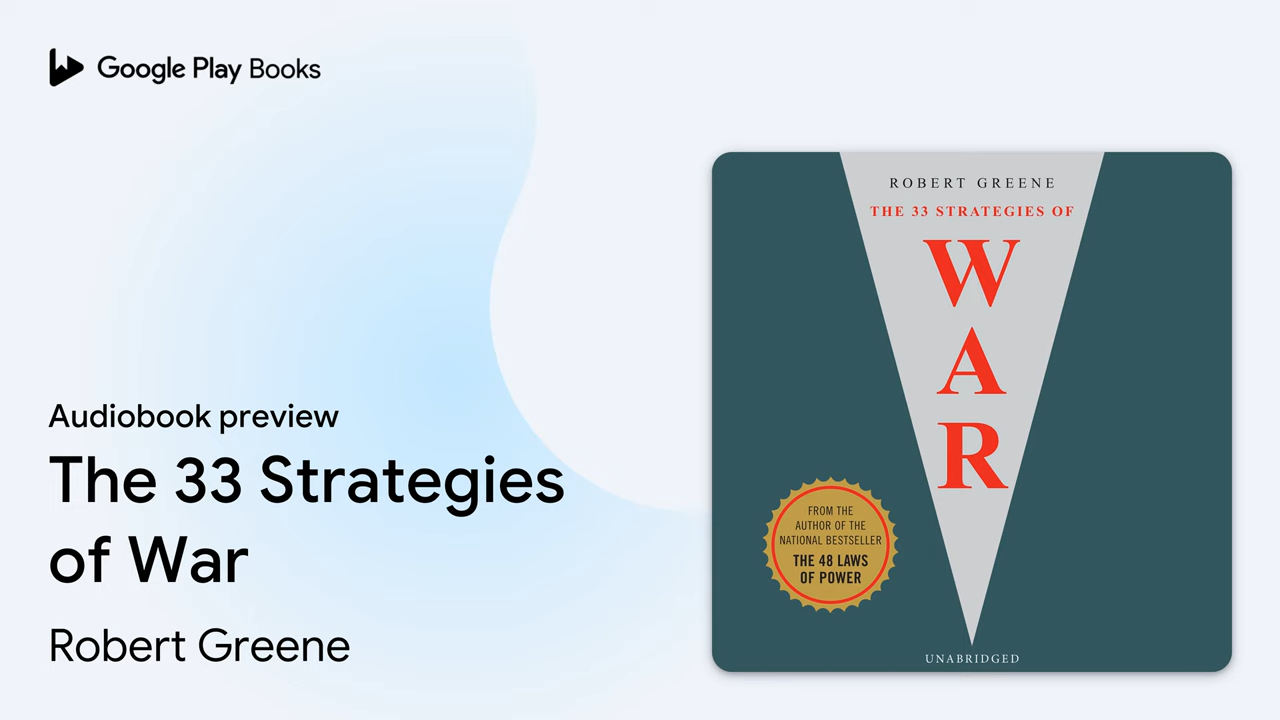 Google Play Books
Audiobook preview
The 33 Strategies
of War
Robert Greene
ROBERT GREENE
THE 33 STRATEGIES OF
W
A
R
FROM THE
AUTHOR OF THE
NATIONAL BESTSELLER
THE 48 LAWS
OF POWER
UNABRIDGED